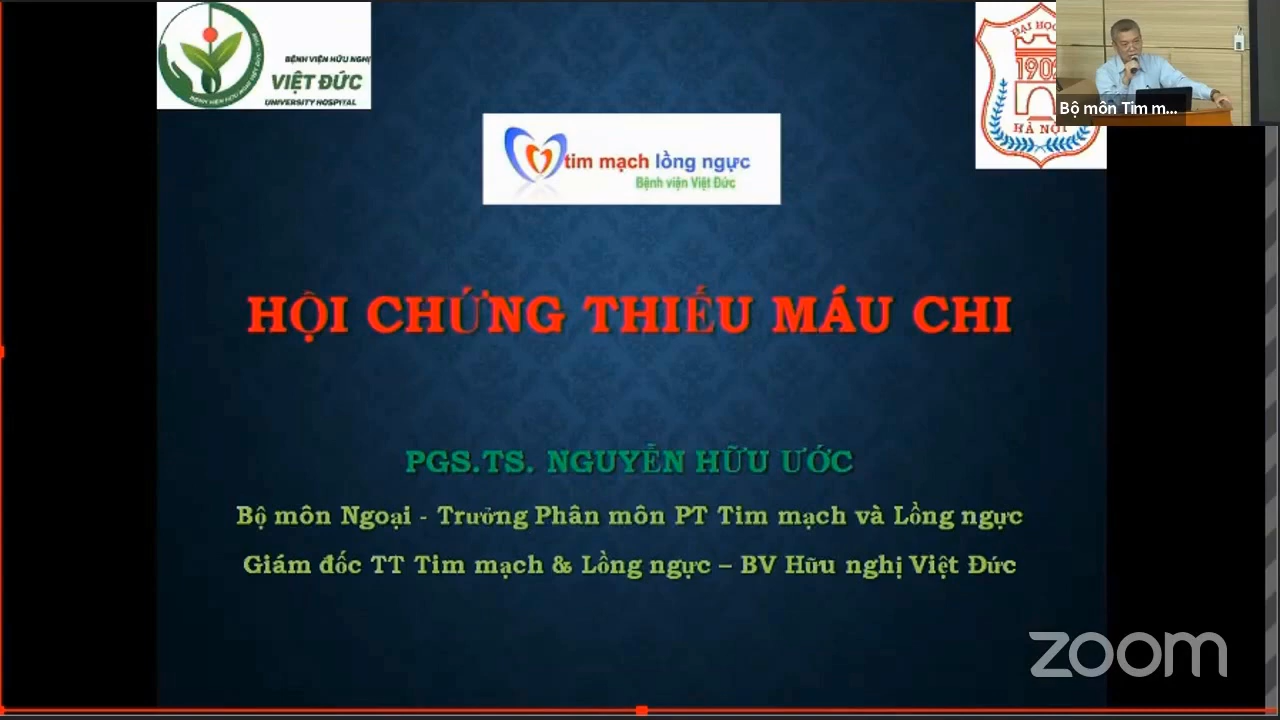 BỆNH VIỆN HỮU NGHỊ
VIỆT ĐỨC
UNIVERSITY HOSPITAL
ĐẠI HỌC
1902
HÀ NỘI
Bộ môn Tim m...
tim mạch lồng ngực
Bệnh viện Việt Đức
HỘI CHỨNG THIẾU MÁU CHI
PGS.TS. NGUYỄN HỮU ƯỚC
Bộ môn Ngoại - Trưởng Phân môn PT Tim mạch và Lồng ngực
Giám đốc TT Tim mạch & Lồng ngực – BV Hữu nghị Việt Đức
zoom